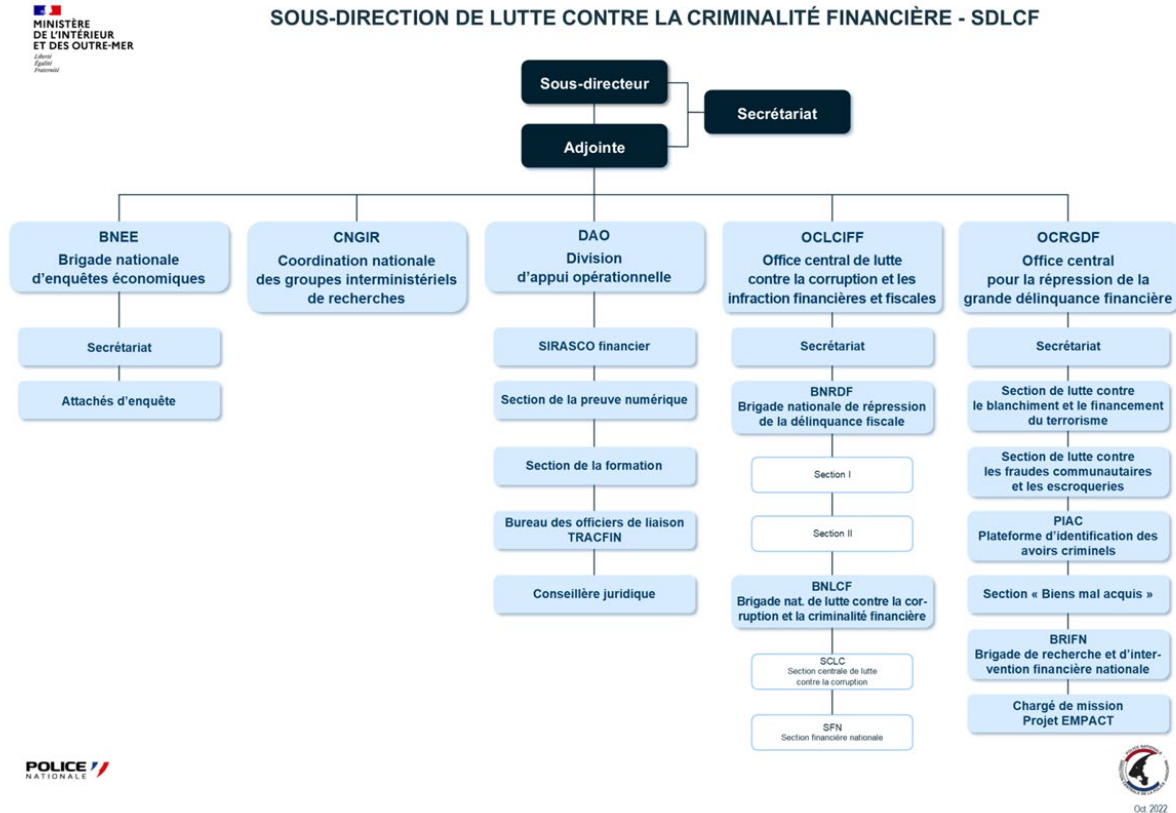 MINISTÈRE
DE L'INTÉRIEUR
ET DES OUTRE-MER
Liberté
Égalité
Fraternité
SOUS-DIRECTION DE LUTTE CONTRE LA CRIMINALITÉ FINANCIÈRE - SDLCF
Sous-directeur
Secrétariat
Adjointe
BNEE
Brigade nationale
d'enquêtes économiques
Secrétariat
Attachés d'enquête
CNGIR
Coordination nationale
des groupes interministériels
de recherches
DAO
Division
d'appui opérationnelle
SIRASCO financier
Section de la preuve numérique
Section de la formation
Bureau des officiers de liaison
TRACFIN
Conseillère juridique
OCLCIFF
Office central de lutte
contre la corruption et les
infraction financières et fiscales
Secrétariat
BNRDF
Brigade nationale de répression
de la délinquance fiscale
Section I
Section II
BNLCF
Brigade nat. de lutte contre la cor-
ruption et la criminalité financière
SCLC
Section centrale de lutte
contre la corruption
SFN
Section financière nationale
OCRGDF
Office central
pour la répression de la
grande délinquance financière
Secrétariat
Section de lutte contre
le blanchiment et le financement
du terrorisme
Section de lutte contre
les fraudes communautaires
et les escroqueries
PIAC
Plateforme d'identification des
avoirs criminels
Section « Biens mal acquis »
BRIFN
Brigade de recherche et d'inter-
vention financière nationale
Chargé de mission
Projet EMPACT
POLICE
NATIONALE
Oct. 2022